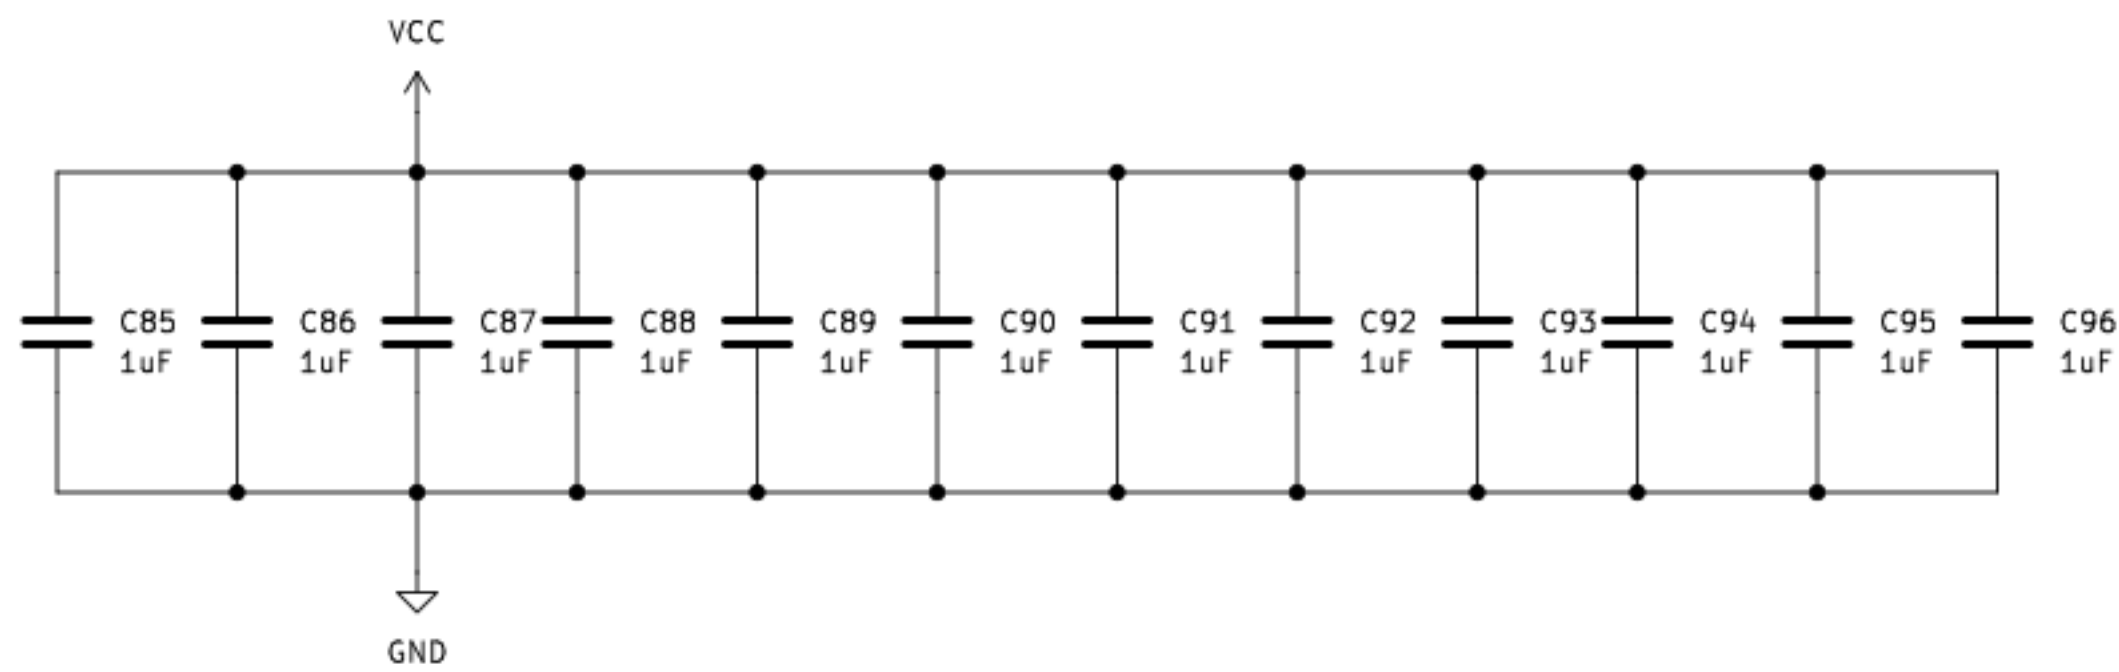 VCC
C85 C86 C87 C88 C89 C90 C91 C92 C93 C94 C95 C96
1uF 1uF 1uF 1uF 1uF 1uF 1uF 1uF 1uF 1uF 1uF 1uF
GND